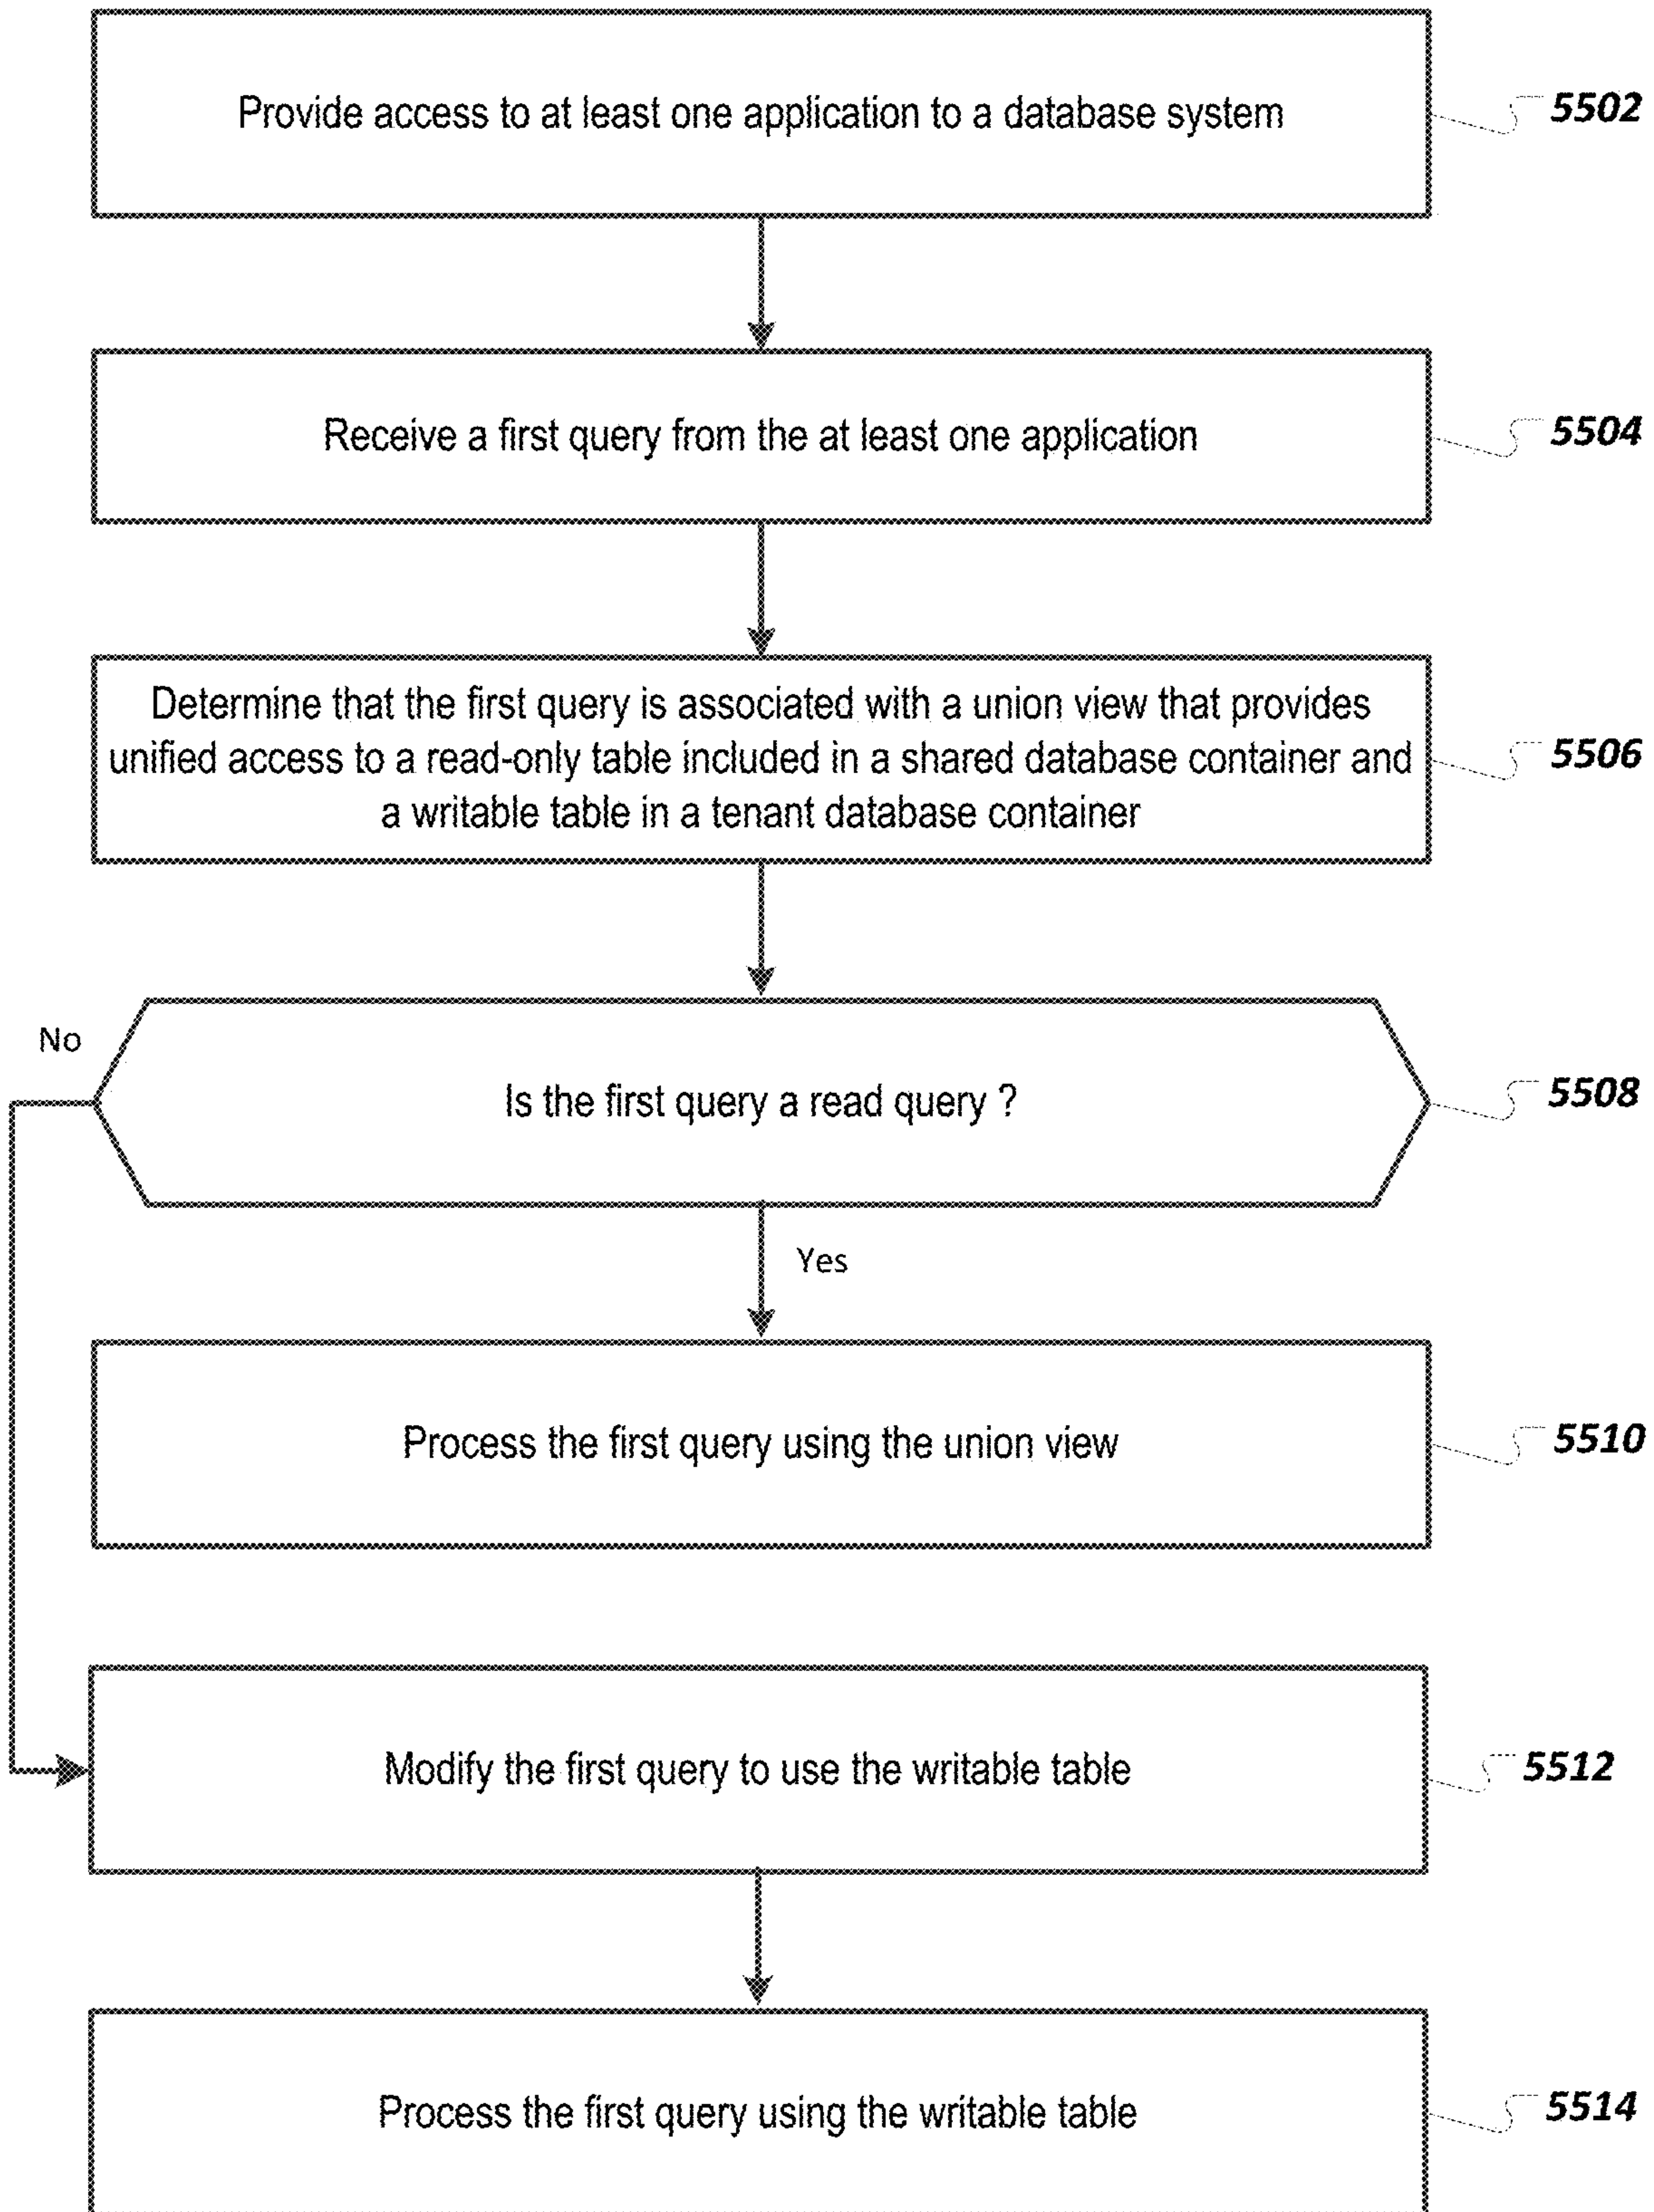 Provide access to at least one application to a database system
5502
Receive a first query from the at least one application
5504
Determine that the first query is associated with a union view that provides
unified access to a read-only table included in a shared database container and
a writable table in a tenant database container
5506
No
Is the first query a read query ?
5508
Yes
Process the first query using the union view
5510
Modify the first query to use the writable table
5512
Process the first query using the writable table
5514